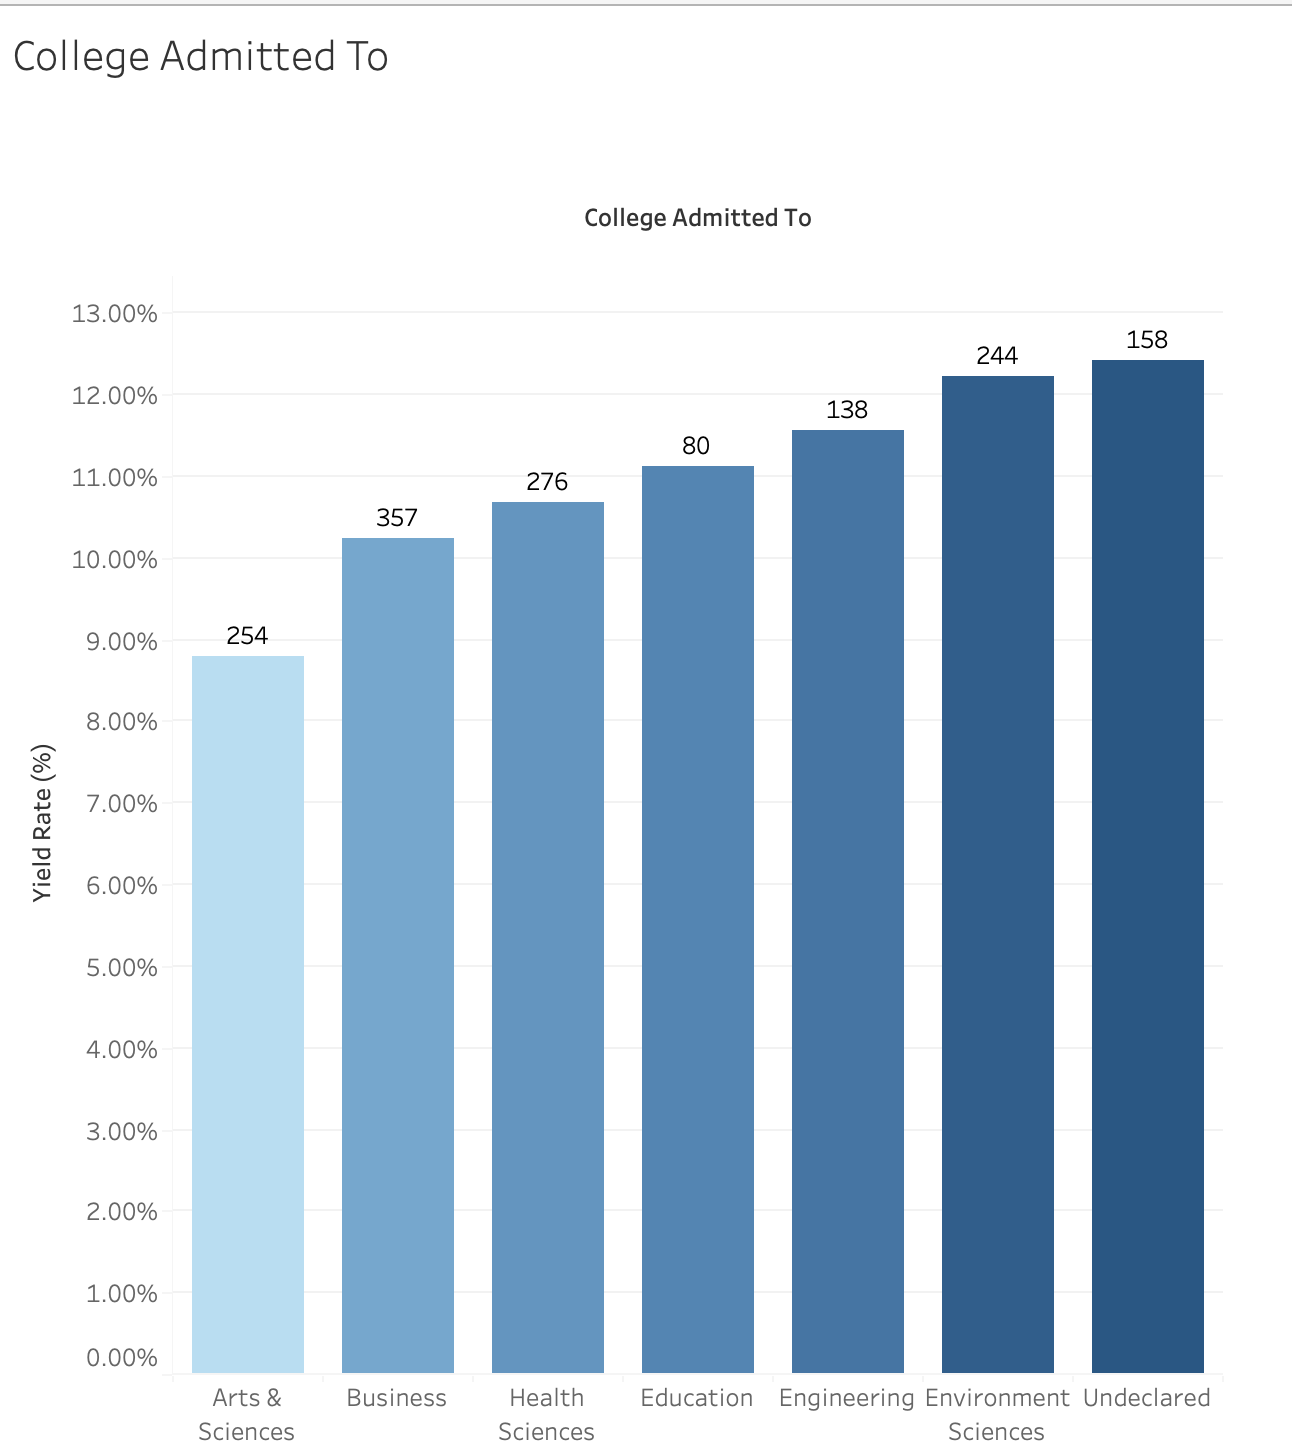 College Admitted To
College Admitted To
13.00%
12.00%
11.00%
10.00%
9.00%
8.00%
7.00%
6.00%
5.00%
4.00%
3.00%
2.00%
1.00%
0.00%
Yield Rate (%)
254
357
276
80
138
244
158
Arts &
Sciences
Business
Health
Sciences
Education
Engineering
Environment
Sciences
Undeclared